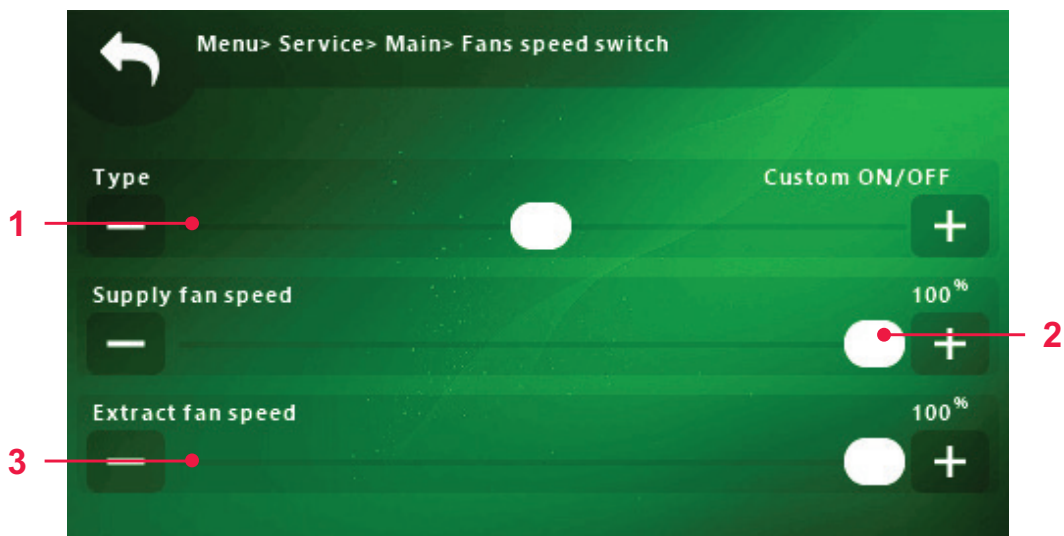 Menu> Service> Main> Fans speed switch
Type Custom ON/OFF
1
Supply fan speed 100%
2
Extract fan speed 100%
3